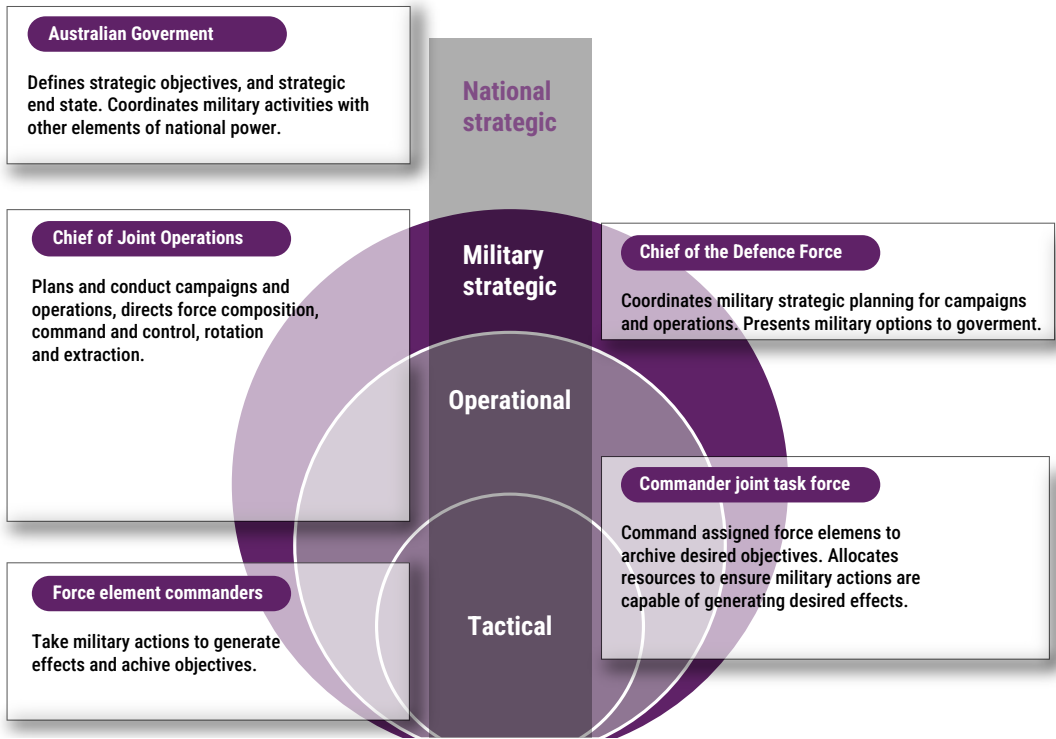 Australian Goverment
Defines strategic objectives, and strategic
end state. Coordinates military activities with
other elements of national power.
National
strategic
Chief of Joint Operations
Plans and conduct campaigns and
operations, directs force composition,
command and control, rotation
and extraction.
Military
strategic
Chief of the Defence Force
Coordinates military strategic planning for campaigns
and operations. Presents military options to goverment.
Operational
Commander joint task force
Command assigned force elemens to
archive desired objectives. Allocates
resources to ensure military actions are
capable of generating desired effects.
Force element commanders
Take military actions to generate
effects and achive objectives.
Tactical